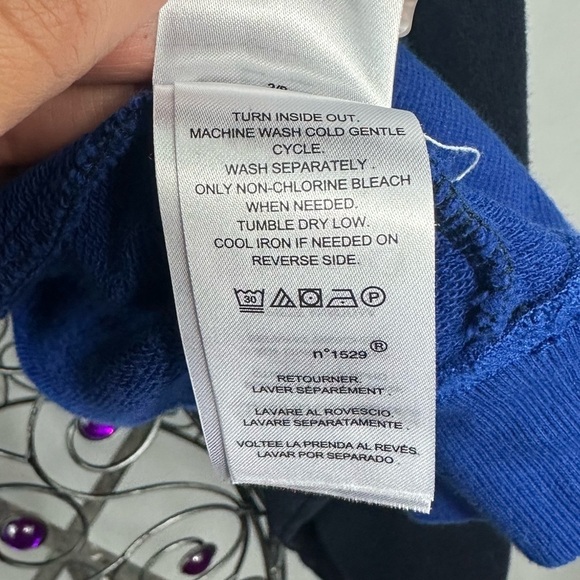 TURN INSIDE OUT.
MACHINE WASH COLD GENTLE
CYCLE.
WASH SEPARATELY .
ONLY NON-CHLORINE BLEACH
WHEN NEEDED.
TUMBLE DRY LOW.
COOL IRON IF NEEDED ON
REVERSE SIDE.
30 P
n°1529 ®
RETOURNER.
LAVER SÉPARÉMENT .
LAVARE AL ROVESCIO.
LAVARE SEPARATAMENTE .
VOLTEE LA PRENDA AL REVÉS.
LAVAR POR SEPARADO .